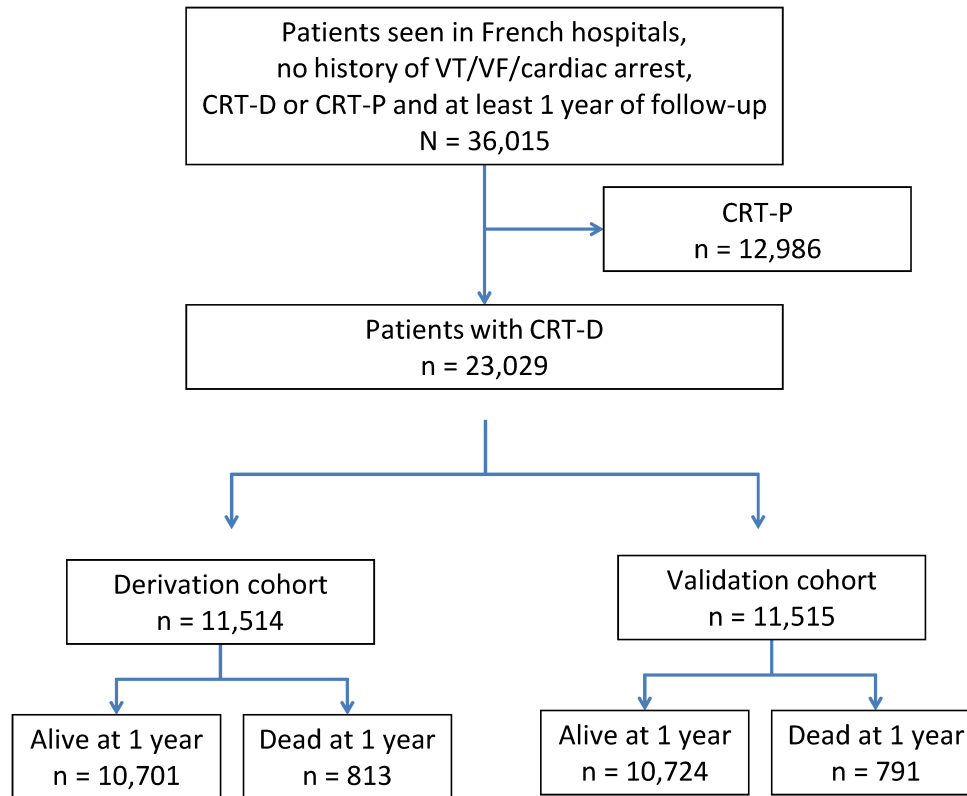 Patients seen in French hospitals,
no history of VT/VF/cardiac arrest,
CRT-D or CRT-P and at least 1 year of follow-up
N = 36,015
CRT-P
n = 12,986
Patients with CRT-D
n = 23,029
Derivation cohort
n = 11,514
Validation cohort
n = 11,515
Alive at 1 year
n = 10,701
Dead at 1 year
n = 813
Alive at 1 year
n = 10,724
Dead at 1 year
n = 791